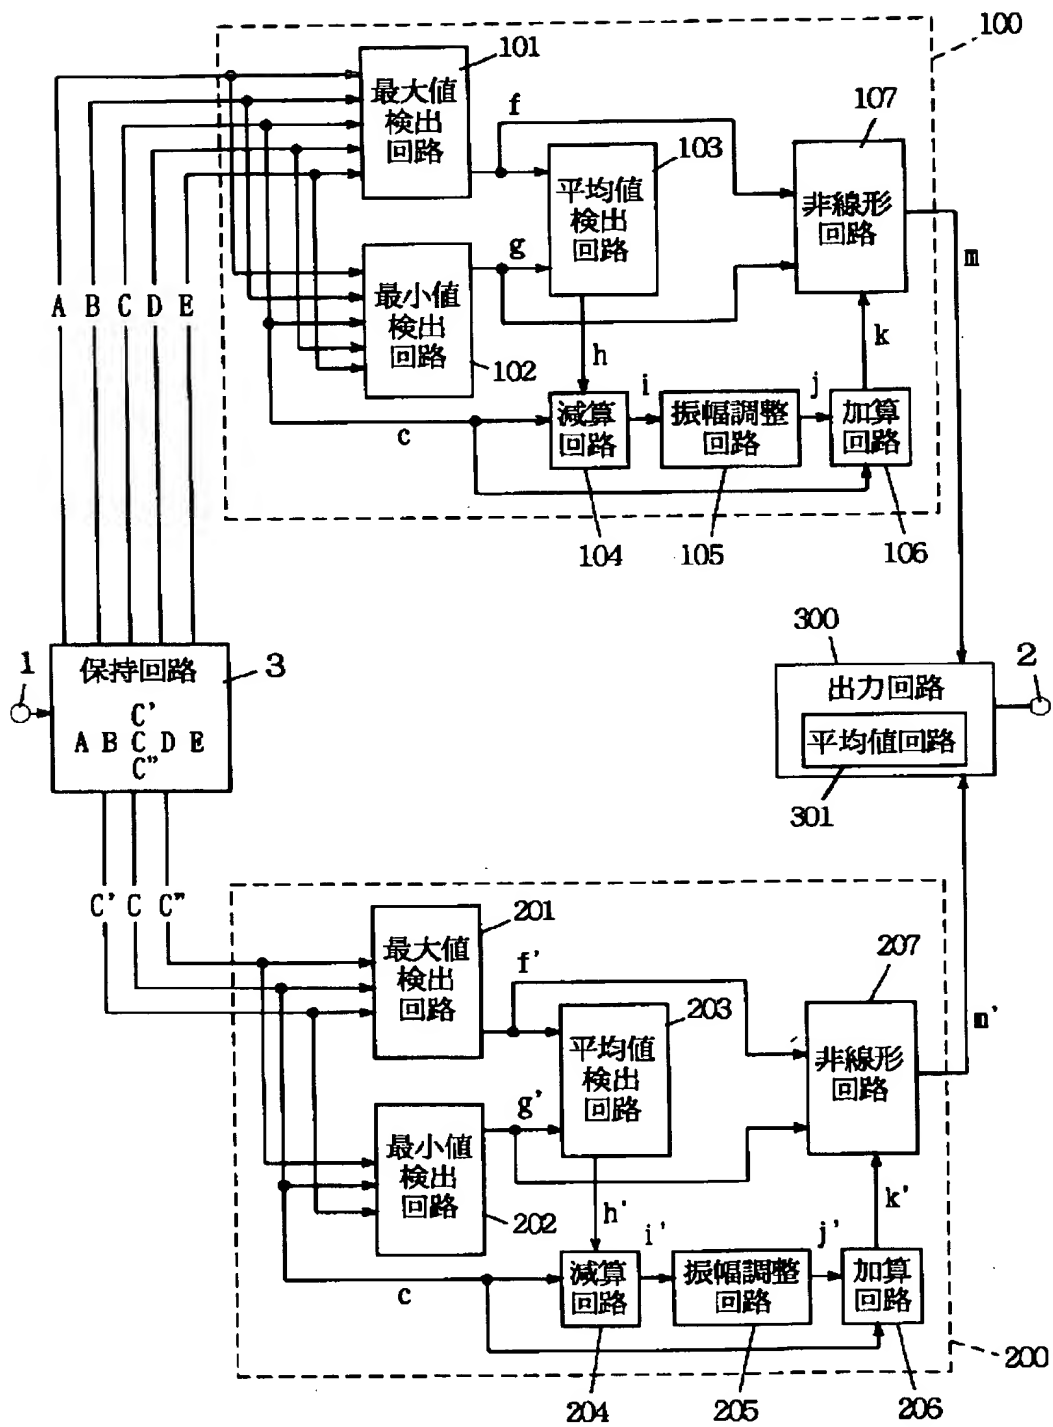 100
101
最大値
検出
回路
f
107
103
平均値
検出
回路
非線形
回路
g
m
A B C D E
最小値
検出
回路
102
h
k
i
j
c
減算
回路
振幅調整
回路
加算
回路
104
105
106
1
保持回路
3
C'
A B C D E
C"
300
2
出力回路
平均値回路
301
C' C C"
201
最大値
検出
回路
f'
207
203
平均値
検出
回路
非線形
回路
m'
g'
最小値
検出
回路
202
h'
k'
i'
j'
c
減算
回路
振幅調整
回路
加算
回路
200
204
205
206